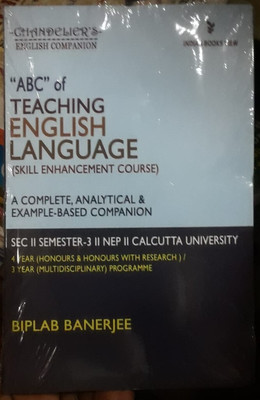 -CHANDELIER'S-
ENGLISH COMPANION
"ABC" of
TEACHING
ENGLISH
LANGUAGE
(SKILL ENHANCEMENT COURSE)
A COMPLETE, ANALYTICAL &
EXAMPLE-BASED COMPANION
SEC II SEMESTER-3 II NEP II CALCUTTA UNIVERSITY
4 YEAR (HONOURS & HONOURS WITH RESEARCH ) /
3 YEAR (MULTIDISCIPLINARY) PROGRAMME
BIPLAB BANERJEE